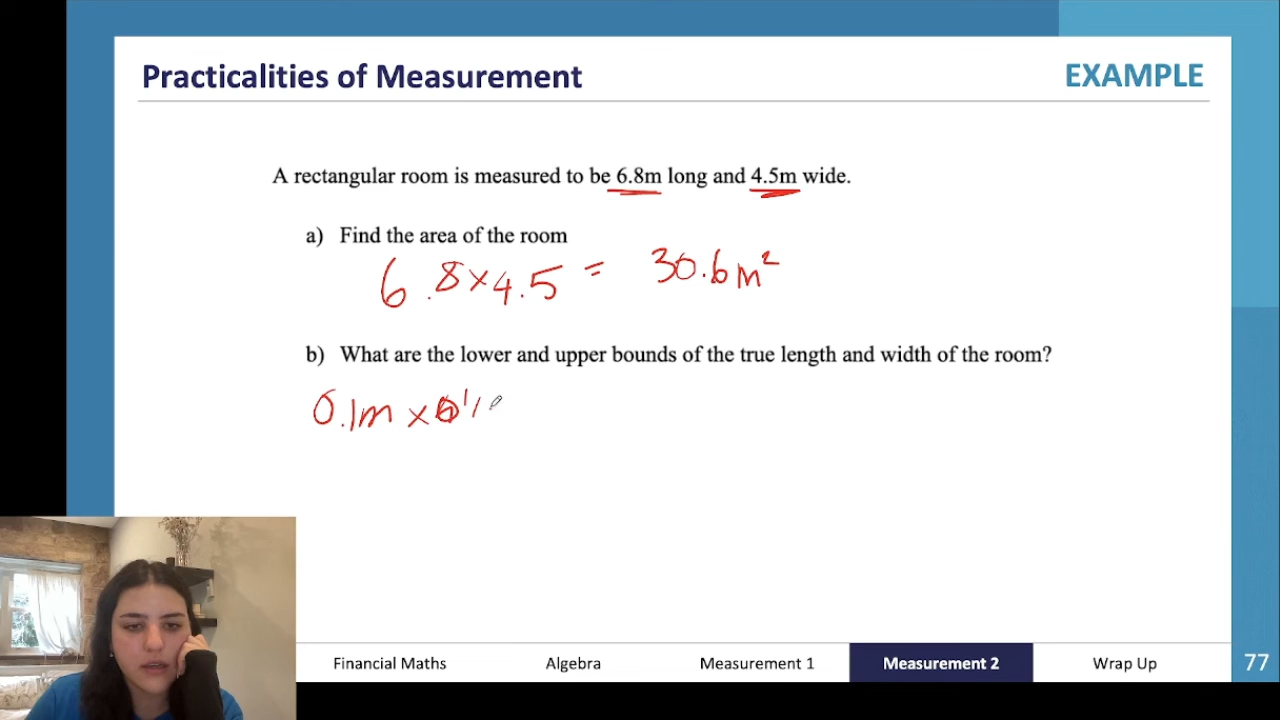 Practicalities of Measurement
EXAMPLE
A rectangular room is measured to be 6.8m long and 4.5m wide.
a) Find the area of the room
6.8×4.5 = 30.6m²
b) What are the lower and upper bounds of the true length and width of the room?
0.1m ×
Financial Maths
Algebra
Measurement 1
Measurement 2
Wrap Up
77